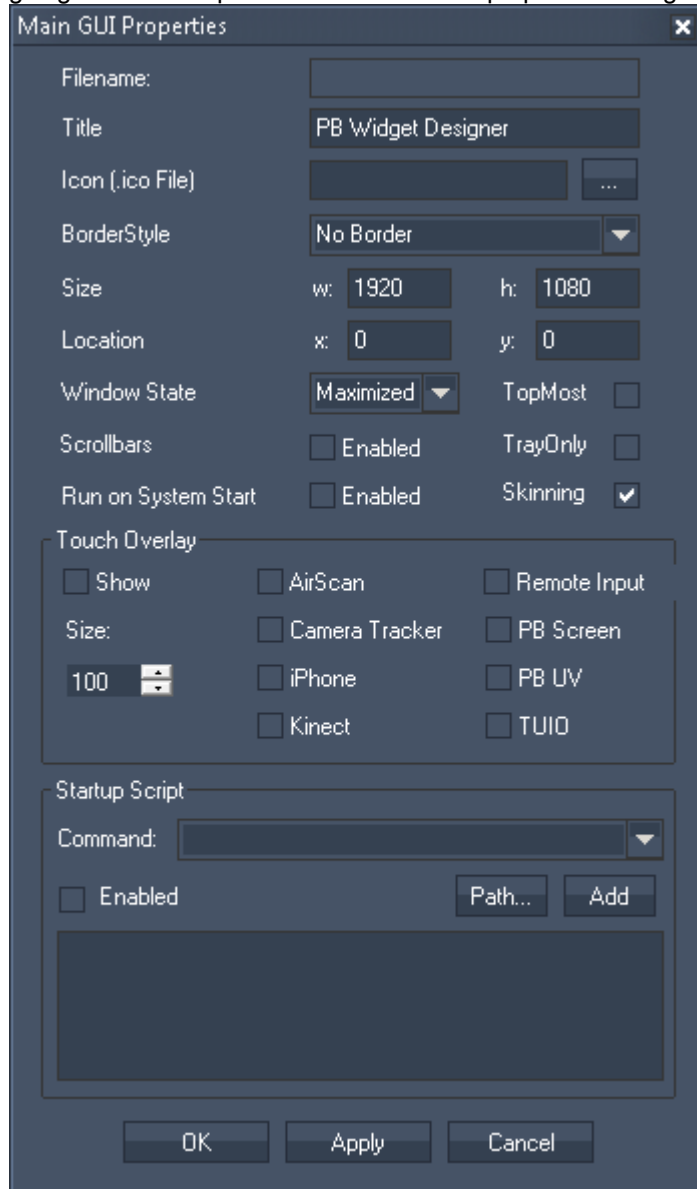 Main GUI Properties
Filename:
Title PB Widget Designer
Icon (.ico File) ...
BorderStyle No Border
Size w: 1920 h: 1080
Location x: 0 y: 0
Window State Maximized TopMost
Scrollbars Enabled TrayOnly
Run on System Start Enabled Skinning
Touch Overlay
Show AirScan Remote Input
Size: Camera Tracker PB Screen
100 iPhone PB UV
Kinect TUIO
Startup Script
Command:
Enabled Path... Add
OK Apply Cancel